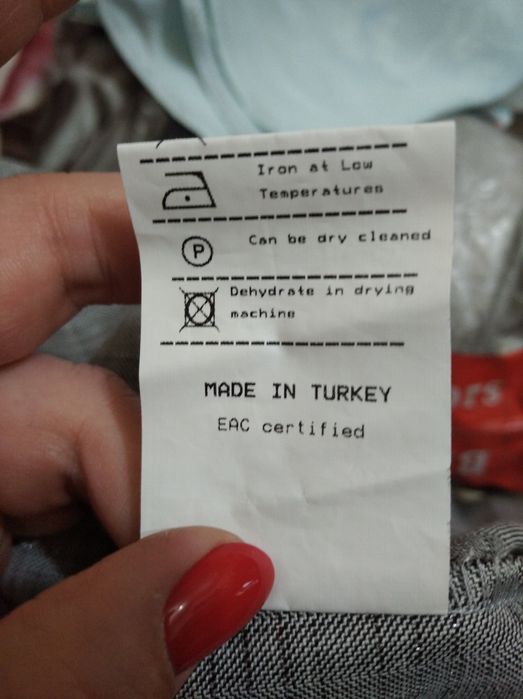 Iron at Low
Temperatures
P
Can be dry cleaned
Dehydrate in drying
machine
MADE IN TURKEY
EAC certified